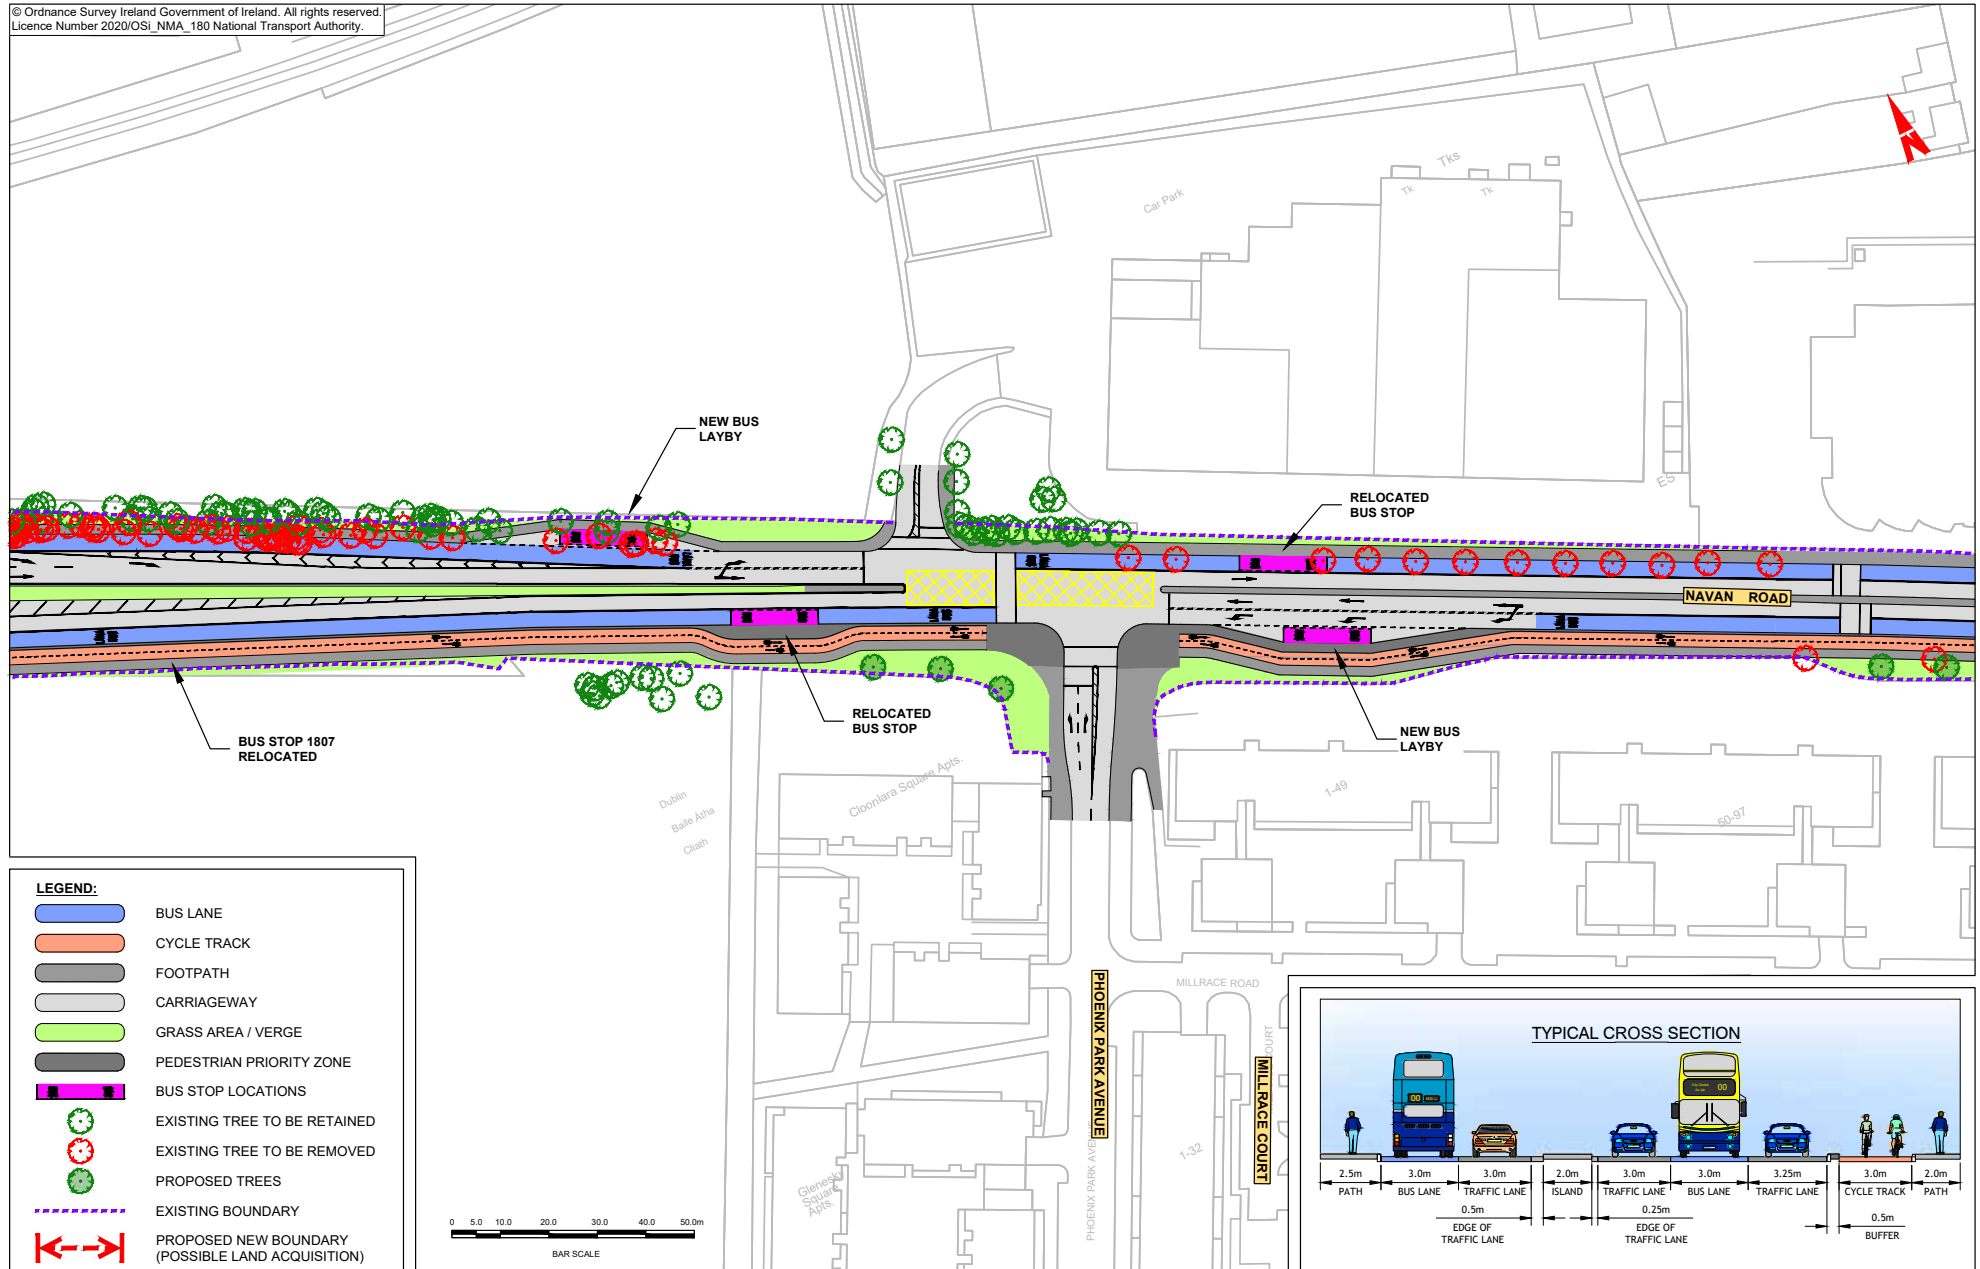 © Ordnance Survey Ireland Government of Ireland. All rights reserved.
Licence Number 2020/OSi_NMA_180 National Transport Authority.
N
Tks
Tk
Tk
Car Park
ES
NEW BUS
LAYBY
RELOCATED
BUS STOP
NAVAN ROAD
BUS STOP 1807
RELOCATED
RELOCATED
BUS STOP
NEW BUS
LAYBY
Dublin
Baile Átha
Cliath
Cloonlara Square Apts.
1-49
50-97
MILLRACE ROAD
PHOENIX PARK AVENUE
PHOENIX PARK AVENUE
MILLRACE COURT
COURT
1-32
Glenesky
Square
Apts.
LEGEND:
BUS LANE
CYCLE TRACK
FOOTPATH
CARRIAGEWAY
GRASS AREA / VERGE
PEDESTRIAN PRIORITY ZONE
BUS STOP LOCATIONS
EXISTING TREE TO BE RETAINED
EXISTING TREE TO BE REMOVED
PROPOSED TREES
EXISTING BOUNDARY
PROPOSED NEW BOUNDARY
(POSSIBLE LAND ACQUISITION)
0 5.0 10.0 20.0 30.0 40.0 50.0m
BAR SCALE
TYPICAL CROSS SECTION
00
00
2.5m 3.0m 3.0m 2.0m 3.0m 3.0m 3.25m 3.0m 2.0m
PATH BUS LANE TRAFFIC LANE ISLAND TRAFFIC LANE BUS LANE TRAFFIC LANE CYCLE TRACK PATH
0.5m 0.25m 0.5m
EDGE OF
TRAFFIC LANE
EDGE OF
TRAFFIC LANE
BUFFER